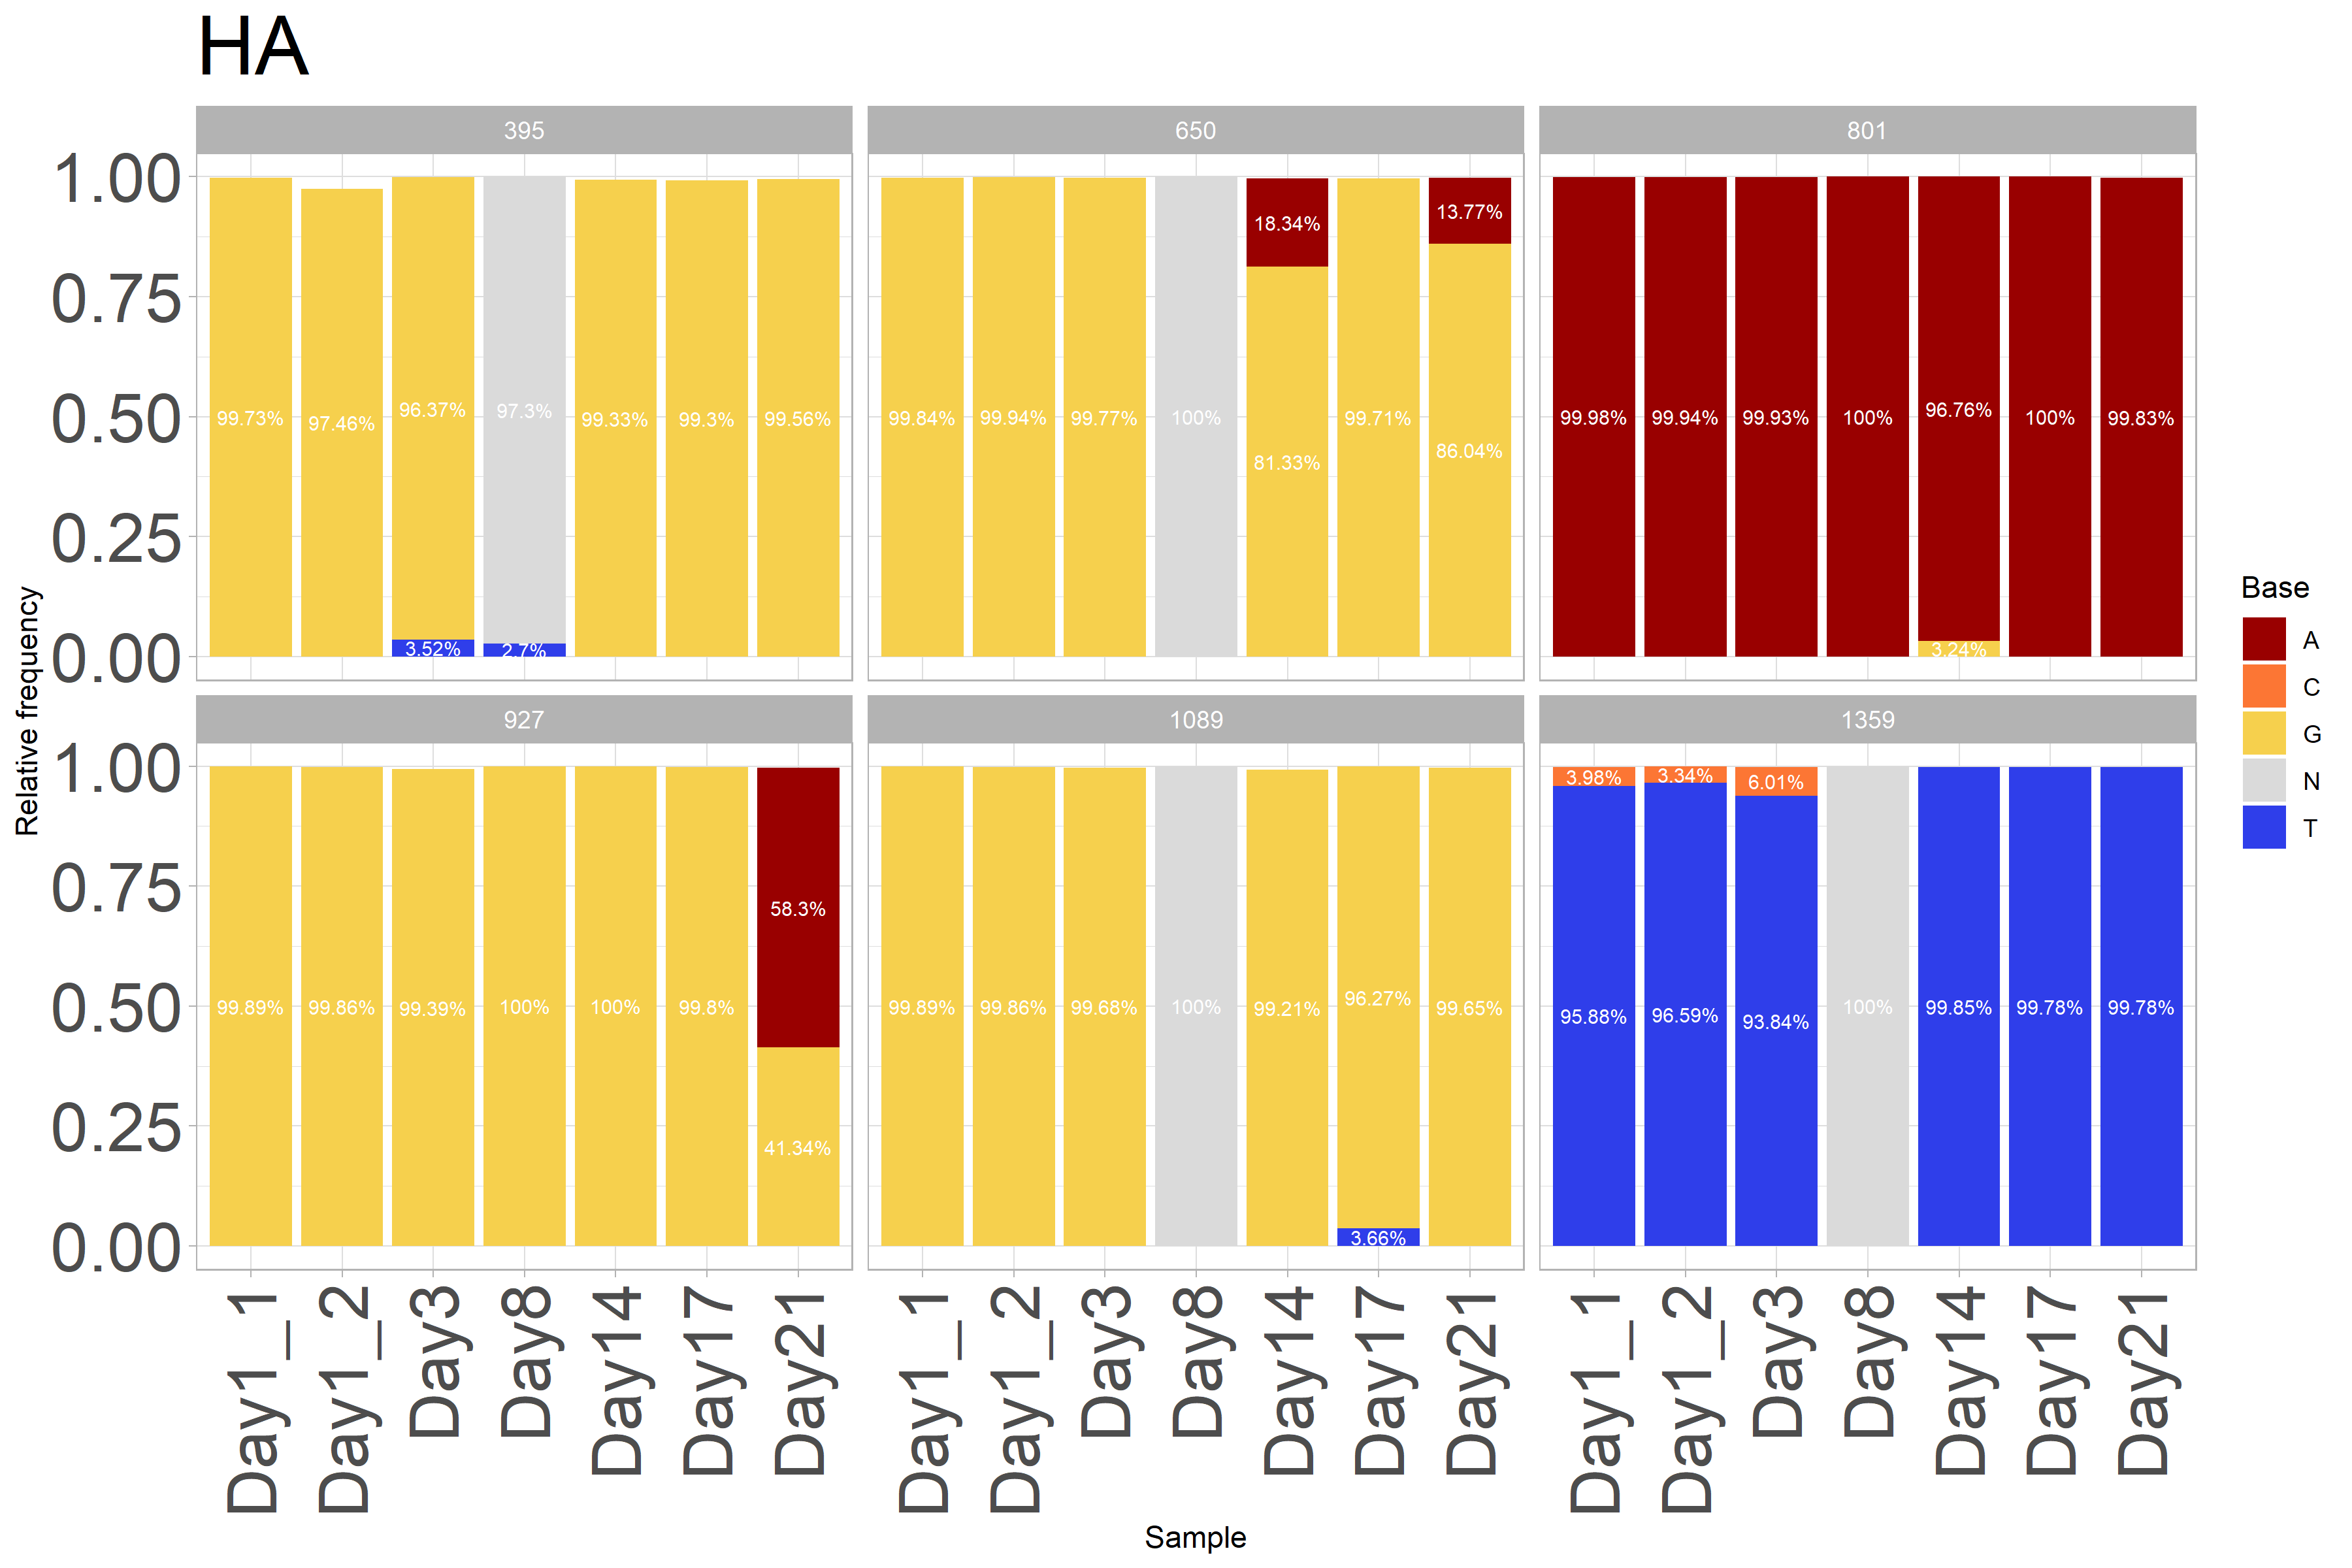 HA
395 650 801
1.00
0.75
0.50
0.25
0.00
99.73% 97.46% 96.37% 97.3% 99.33% 99.3% 99.56%
3.52% 2.7%
18.34% 13.77%
99.84% 99.94% 99.77% 100% 81.33% 99.71% 86.04%
99.98% 99.94% 99.93% 100% 96.76% 100% 99.83%
3.24%
927 1089 1359
1.00
0.75
0.50
0.25
0.00
58.3%
99.89% 99.86% 99.39% 100% 100% 99.8% 41.34%
99.89% 99.86% 99.68% 100% 99.21% 96.27% 99.65%
3.66%
3.98% 3.34% 6.01%
95.88% 96.59% 93.84% 100% 99.85% 99.78% 99.78%
Day1_1 Day1_2 Day3 Day8 Day14 Day17 Day21
Day1_1 Day1_2 Day3 Day8 Day14 Day17 Day21
Day1_1 Day1_2 Day3 Day8 Day14 Day17 Day21
Sample
Relative frequency
Base
A
C
G
N
T